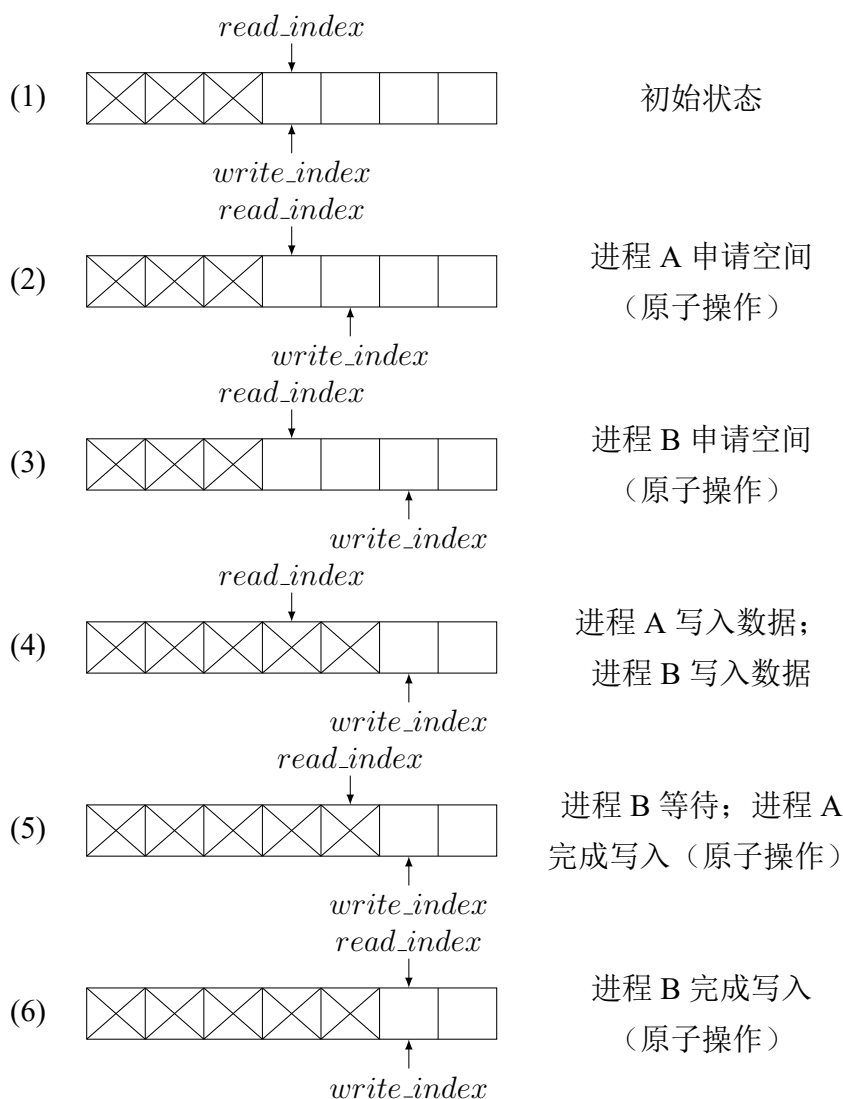 read_index
(1)
初始状态
write_index
read_index
(2)
进程 A 申请空间
（原子操作）
write_index
read_index
(3)
进程 B 申请空间
（原子操作）
write_index
read_index
(4)
进程 A 写入数据；
进程 B 写入数据
write_index
read_index
(5)
进程 B 等待；进程 A
完成写入（原子操作）
write_index
read_index
(6)
进程 B 完成写入
（原子操作）
write_index